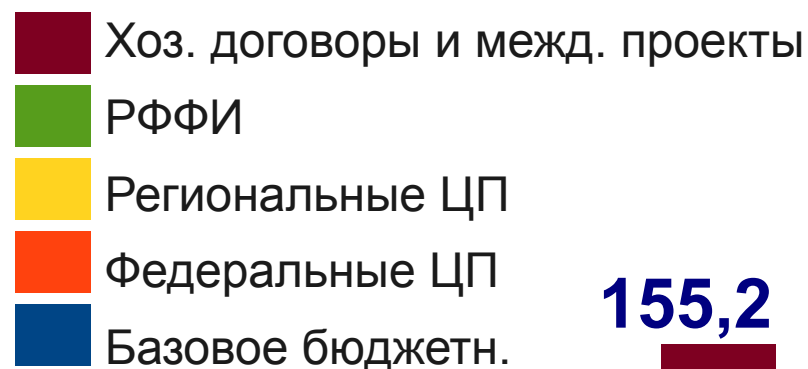 Хоз. договоры и межд. проекты
РФФИ
Региональные ЦП
Федеральные ЦП
155,2
Базовое бюджетн.